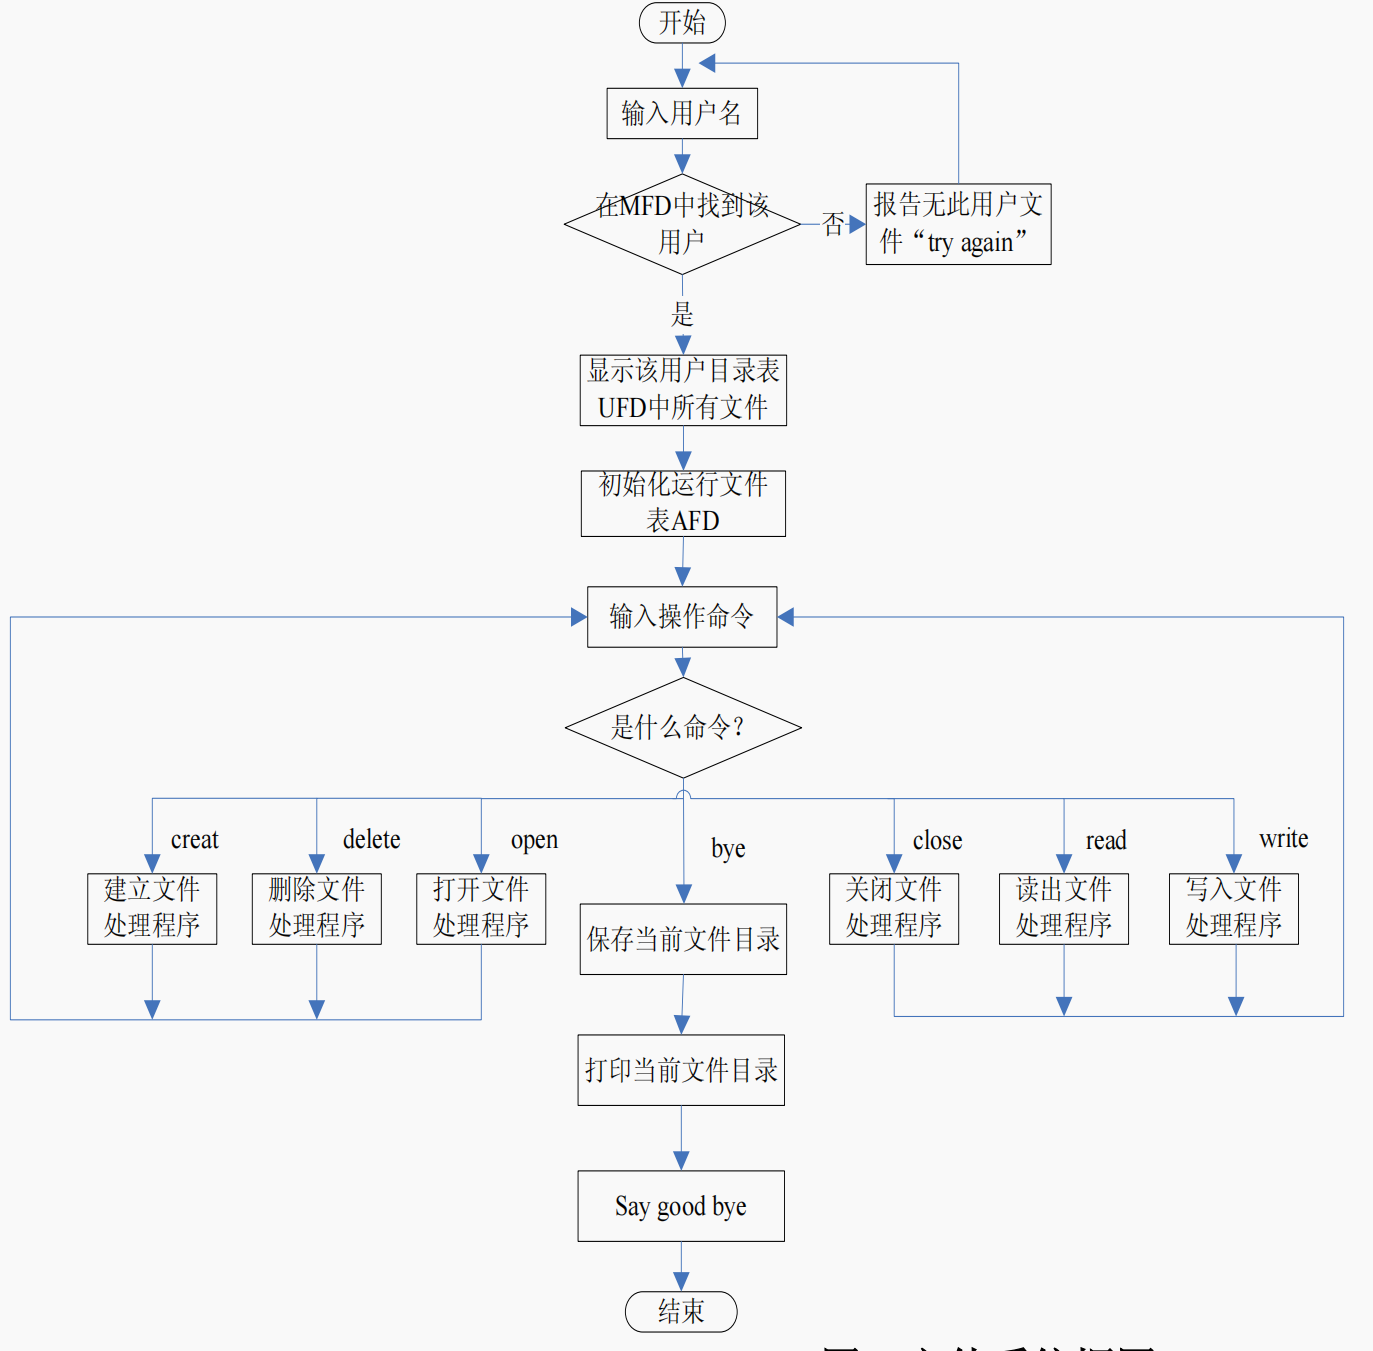 开始
输入用户名
在MFD中找到该
用户
否
报告无此用户文
件“try again”
是
显示该用户目录表
UFD中所有文件
初始化运行文件
表AFD
输入操作命令
是什么命令？
creat
delete
open
bye
close
read
write
建立文件
处理程序
删除文件
处理程序
打开文件
处理程序
保存当前文件目录
关闭文件
处理程序
读出文件
处理程序
写入文件
处理程序
打印当前文件目录
Say good bye
结束